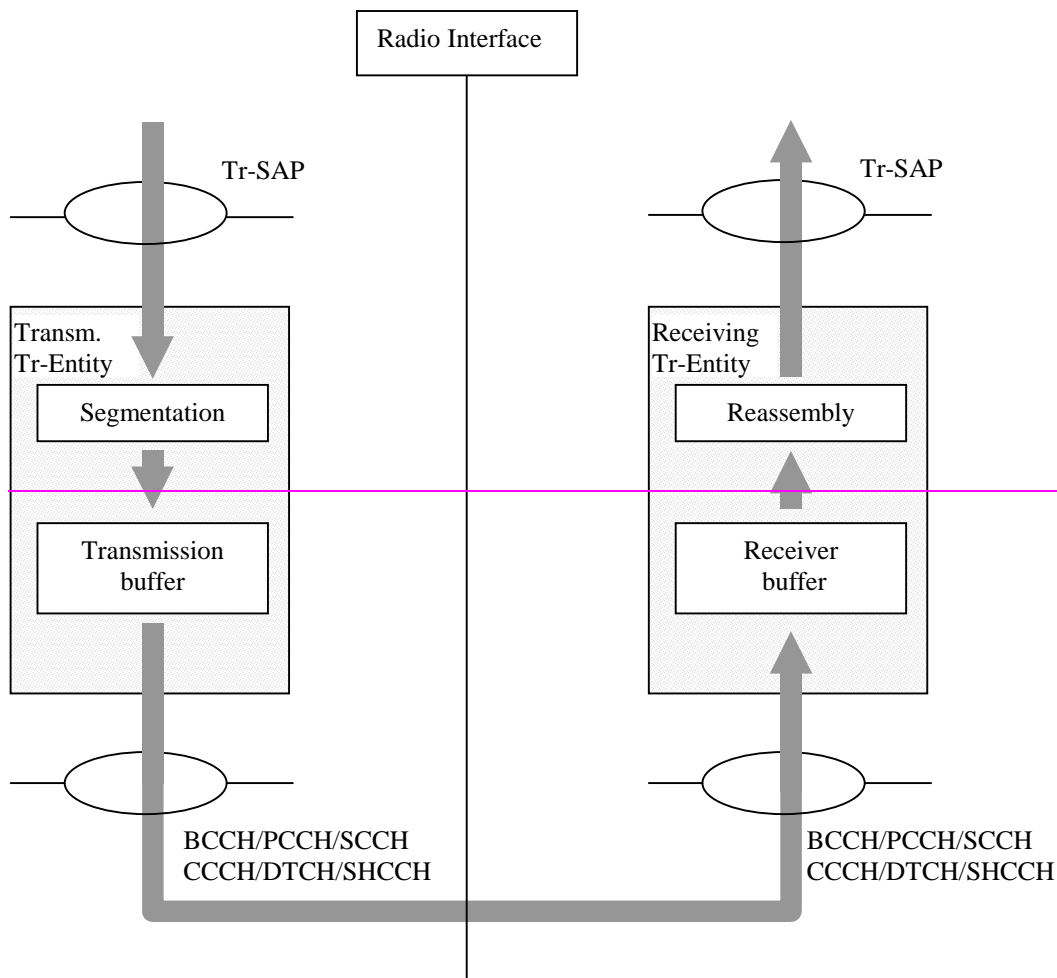 Radio Interface
Tr-SAP
Tr-SAP
Transm.
Tr-Entity
Receiving
Tr-Entity
Segmentation
Reassembly
Transmission
buffer
Receiver
buffer
BCCH/PCCH/SCCH
CCCH/DTCH/SHCCH
BCCH/PCCH/SCCH
CCCH/DTCH/SHCCH